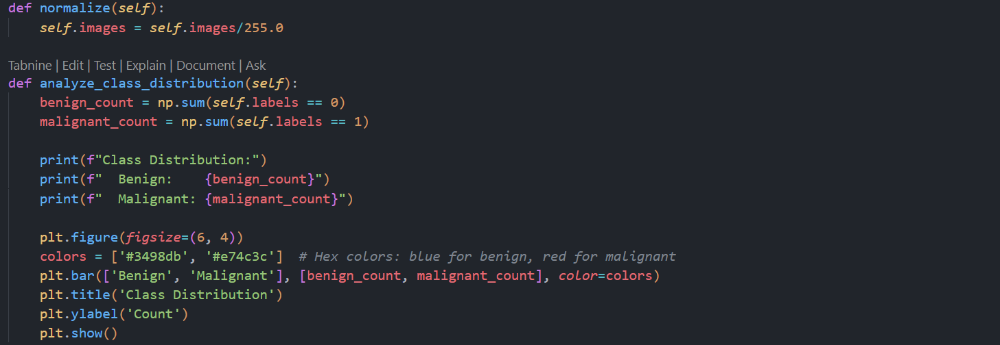 def normalize(self):
    self.images = self.images/255.0
Tabnine | Edit | Test | Explain | Document | Ask
def analyze_class_distribution(self):
    benign_count = np.sum(self.labels == 0)
    malignant_count = np.sum(self.labels == 1)
    print(f"Class Distribution:")
    print(f"  Benign:    {benign_count}")
    print(f"  Malignant: {malignant_count}")
    plt.figure(figsize=(6, 4))
    colors = ['#3498db', '#e74c3c']  # Hex colors: blue for benign, red for malignant
    plt.bar(['Benign', 'Malignant'], [benign_count, malignant_count], color=colors)
    plt.title('Class Distribution')
    plt.ylabel('Count')
    plt.show()